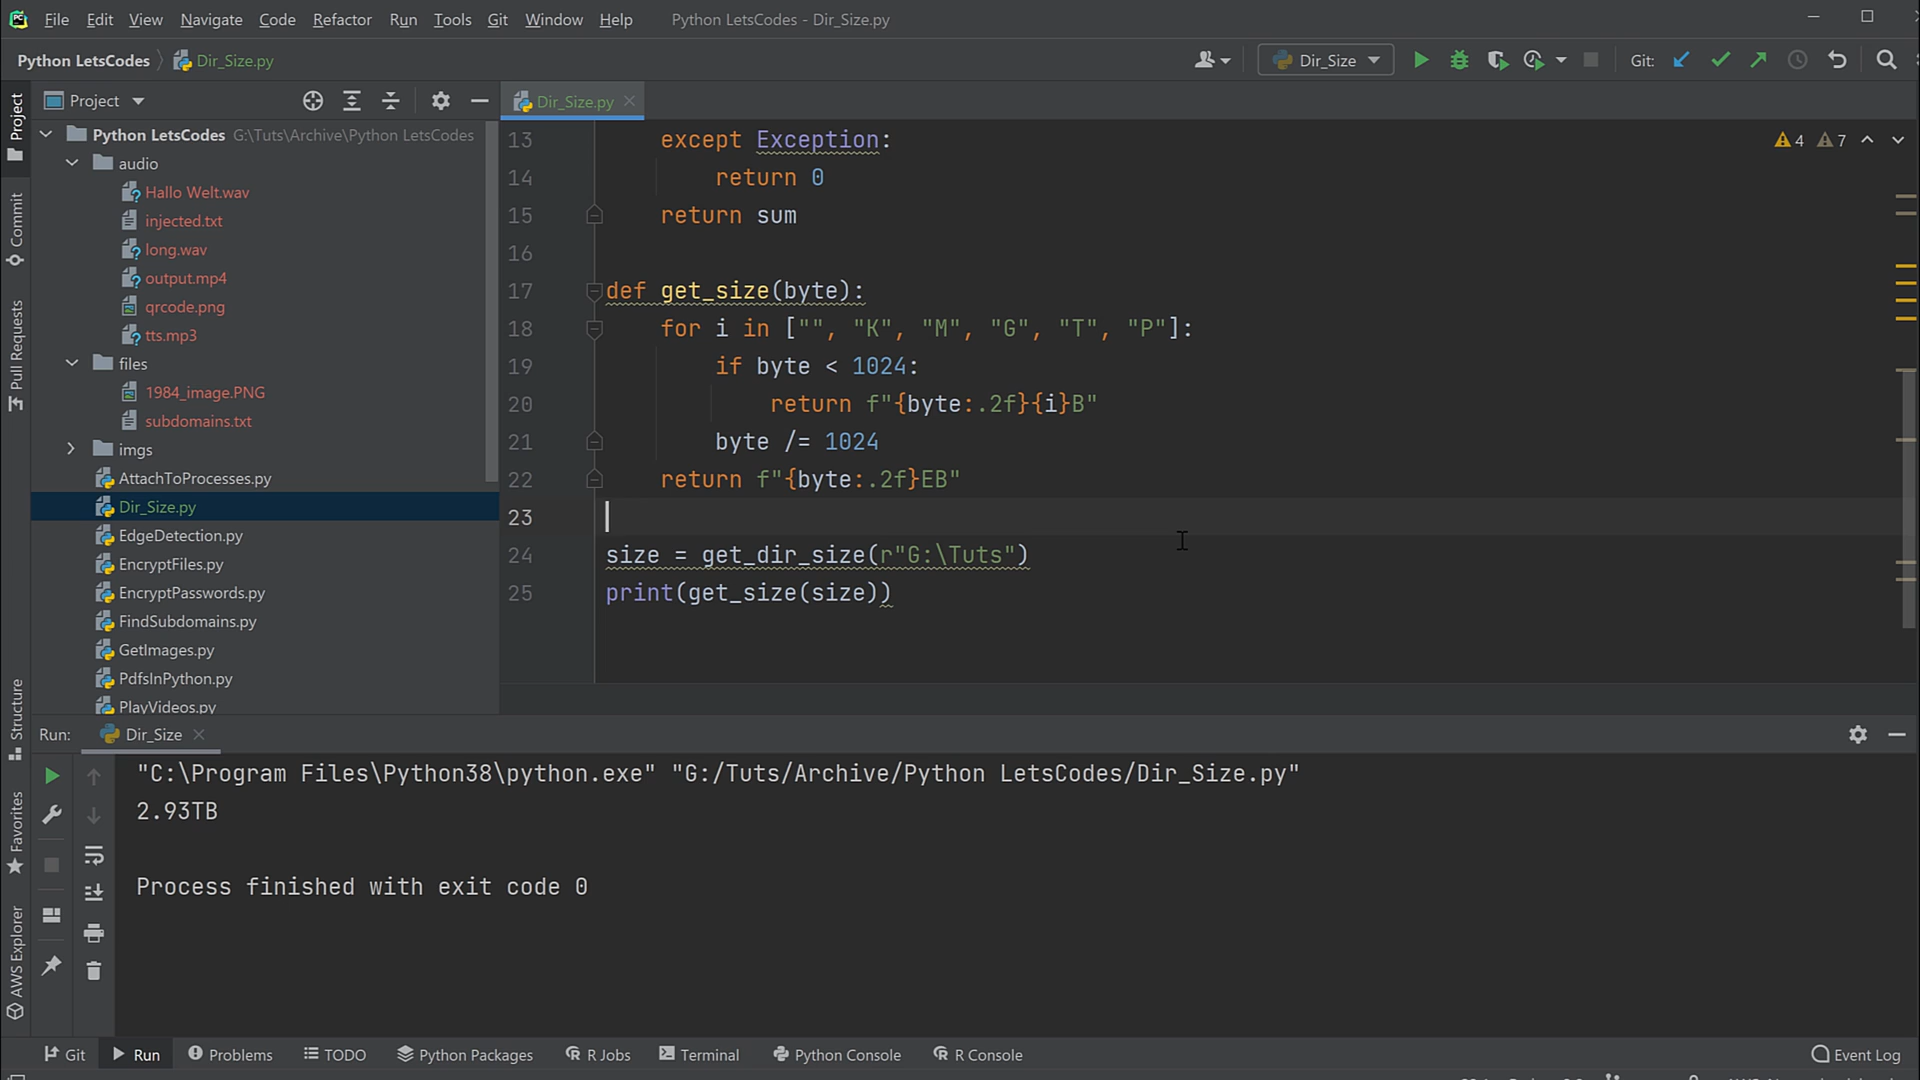 File Edit View Navigate Code Refactor Run Tools Git Window Help Python LetsCodes - Dir_Size.py
Python LetsCodes Dir_Size.py Dir_Size Git:
Project
Dir_Size.py
Python LetsCodes G:\Tuts\Archive\Python LetsCodes
audio
Hallo Welt.wav
injected.txt
long.wav
output.mp4
qrcode.png
tts.mp3
files
1984_image.PNG
subdomains.txt
imgs
AttachToProcesses.py
Dir_Size.py
EdgeDetection.py
EncryptFiles.py
EncryptPasswords.py
FindSubdomains.py
GetImages.py
PdfsInPython.py
PlayVideos.py
Project
Commit
Pull Requests
Structure
Favorites
AWS Explorer
4 7
13 except Exception:
14 return 0
15 return sum
16
17 def get_size(byte):
18 for i in ["", "K", "M", "G", "T", "P"]:
19 if byte < 1024:
20 return f"{byte:.2f}{i}B"
21 byte /= 1024
22 return f"{byte:.2f}EB"
23
24 size = get_dir_size(r"G:\Tuts")
25 print(get_size(size))
Run: Dir_Size
"C:\Program Files\Python38\python.exe" "G:/Tuts/Archive/Python LetsCodes/Dir_Size.py"
2.93TB
Process finished with exit code 0
Git Run Problems TODO Python Packages R Jobs Terminal Python Console R Console Event Log